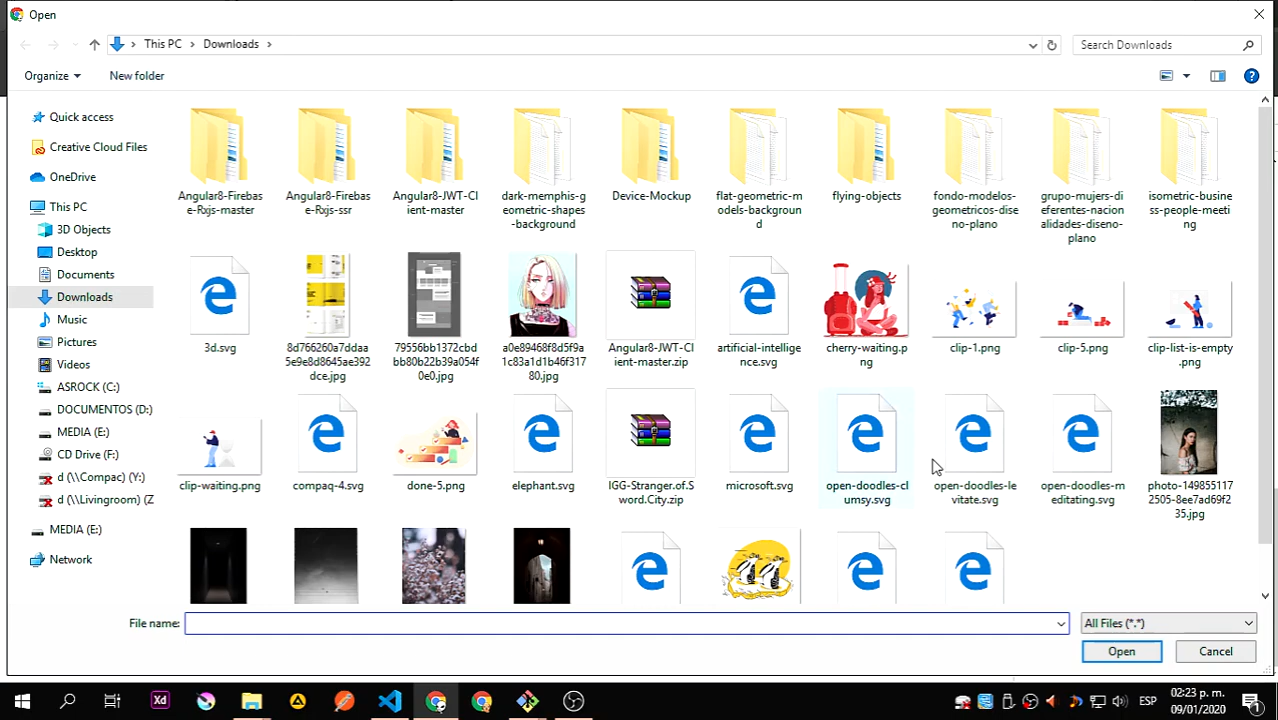 Open
This PC > Downloads >
Search Downloads
Organize
New folder
Quick access
Creative Cloud Files
OneDrive
This PC
3D Objects
Desktop
Documents
Downloads
Music
Pictures
Videos
ASROCK (C:)
DOCUMENTOS (D:)
MEDIA (E:)
CD Drive (F:)
d (\\Compac) (Y:)
d (\\Livingroom) (Z
MEDIA (E:)
Network
Angular8-Firebas
e-Rxjs-master
Angular8-Firebas
e-Rxjs-ssr
Angular8-JWT-Cl
ient-master
dark-memphis-g
eometric-shapes
-background
Device-Mockup
flat-geometric-m
odels-backgroun
d
flying-objects
fondo-modelos-
geometricos-dise
no-plano
grupo-mujers-di
eferentes-nacion
alidades-diseno-
plano
isometric-busine
ss-people-meeti
ng
3d.svg
8d766260a7ddaa
5e9e8d8645ae392
dce.jpg
79556bb1372cbd
bb80b22b39a054f
0e0.jpg
a0e89468f8d5f9a
1c83a1d1b46f317
80.jpg
Angular8-JWT-Cl
ient-master.zip
artificial-intellige
nce.svg
cherry-waiting.p
ng
clip-1.png
clip-5.png
clip-list-is-empty
.png
clip-waiting.png
compaq-4.svg
done-5.png
elephant.svg
IGG-Stranger.of.S
word.City.zip
microsoft.svg
open-doodles-cl
umsy.svg
open-doodles-le
vitate.svg
open-doodles-m
editating.svg
photo-149855117
2505-8ee7ad69f2
35.jpg
File name:
All Files (*.*)
Open
Cancel
Xd
ESP
02:23 p. m.
09/01/2020
1